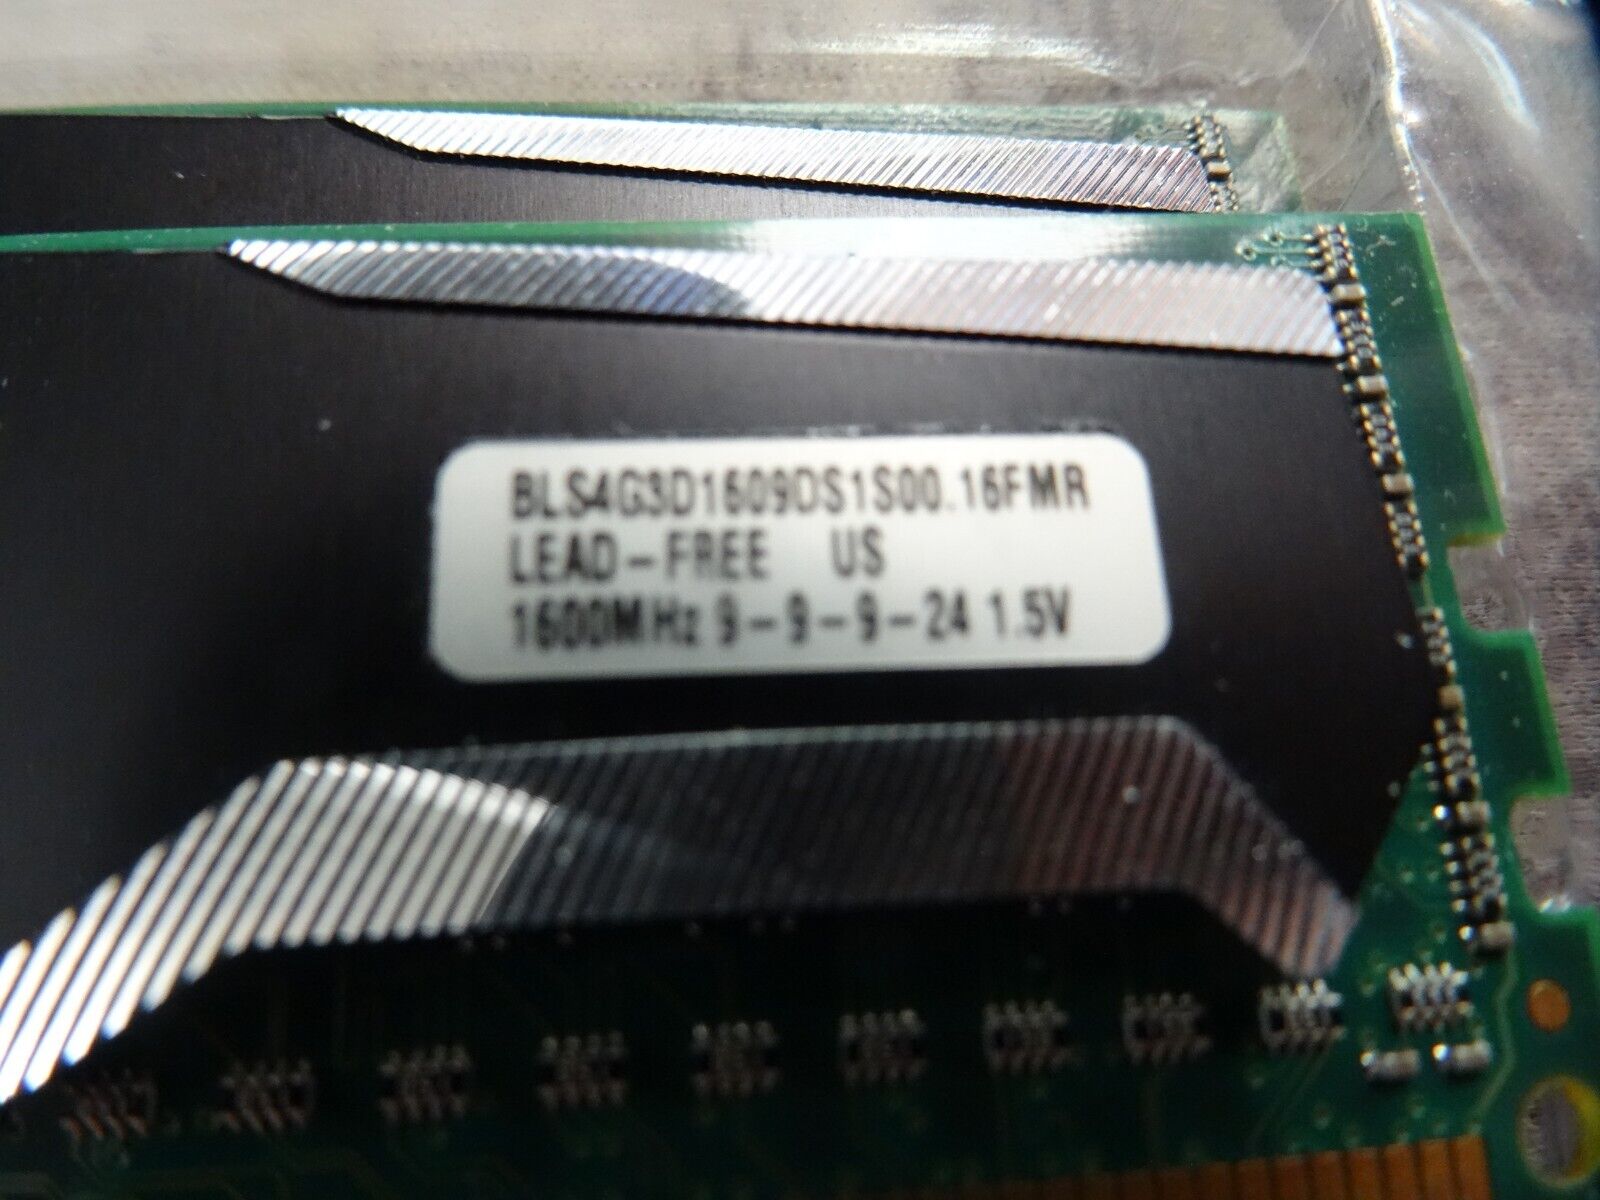 BLS4G3D1609DS1S00.16FMR
LEAD-FREE US
1600MHz 9-9-9-24 1.5V